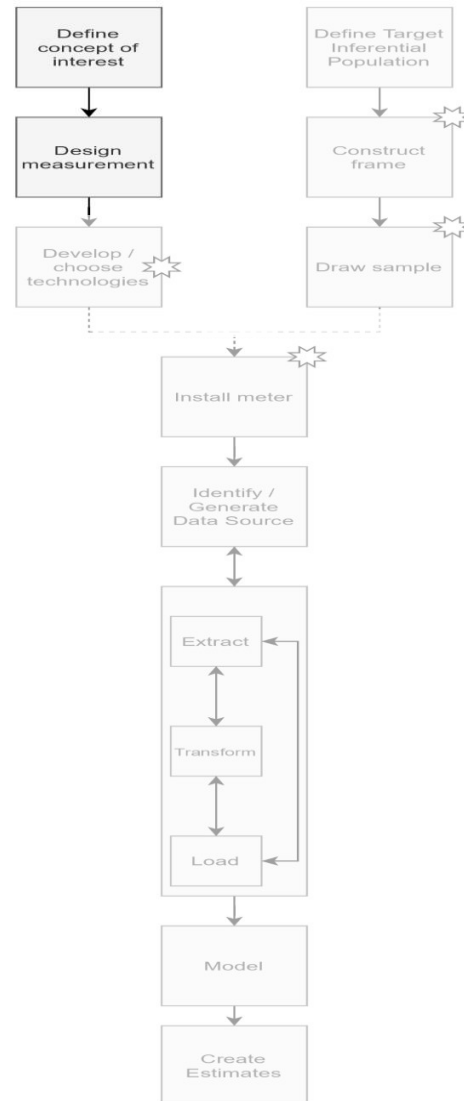 Define
concept of
interest
Define Target
Inferential
Population
Design
measurement
Construct
frame
Develop /
choose
technologies
Draw sample
Install meter
Identify /
Generate
Data Source
Extract
Transform
Load
Model
Create
Estimates